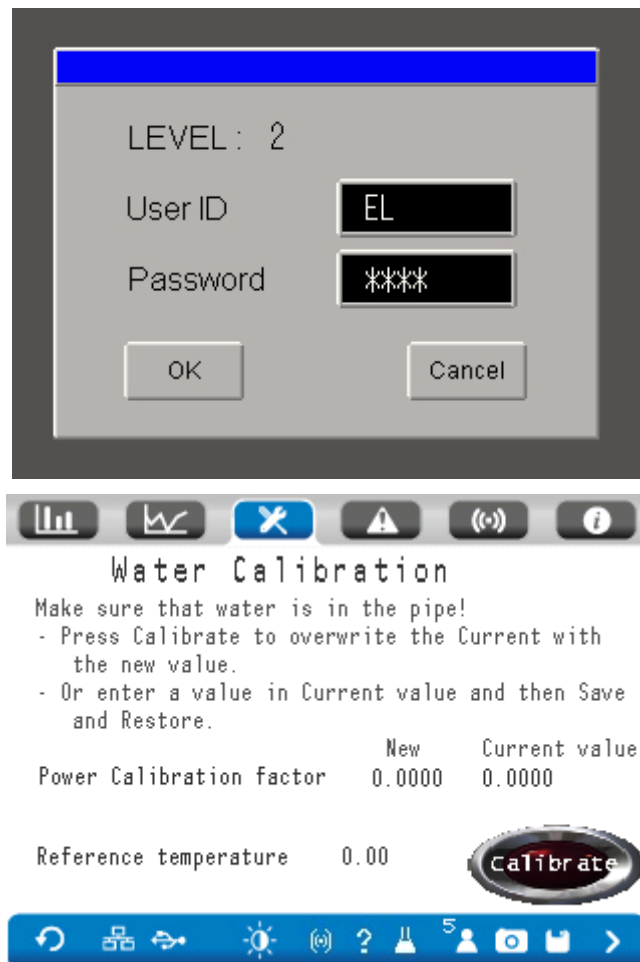 LEVEL : 2
User ID EL
Password ****
OK Cancel
Water Calibration
Make sure that water is in the pipe!
- Press Calibrate to overwrite the Current with
the new value.
- Or enter a value in Current value and then Save
and Restore.
New Current value
Power Calibration factor 0.0000 0.0000
Reference temperature 0.00 Calibrate
? 5